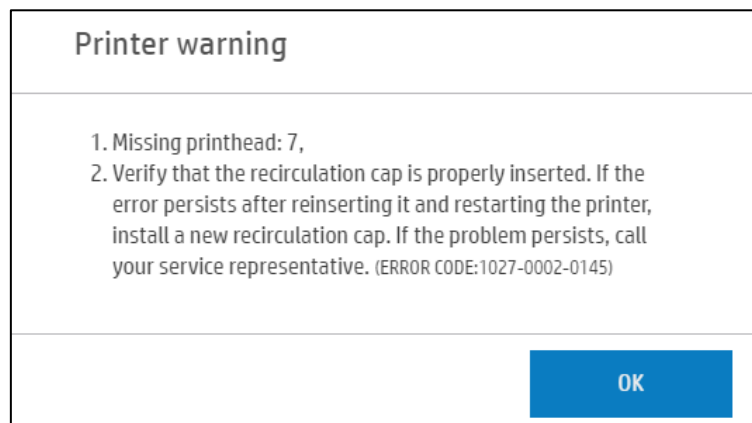 Printer warning
1. Missing printhead: 7,
2. Verify that the recirculation cap is properly inserted. If the
error persists after reinserting it and restarting the printer,
install a new recirculation cap. If the problem persists, call
your service representative. (ERROR CODE:1027-0002-0145)
OK